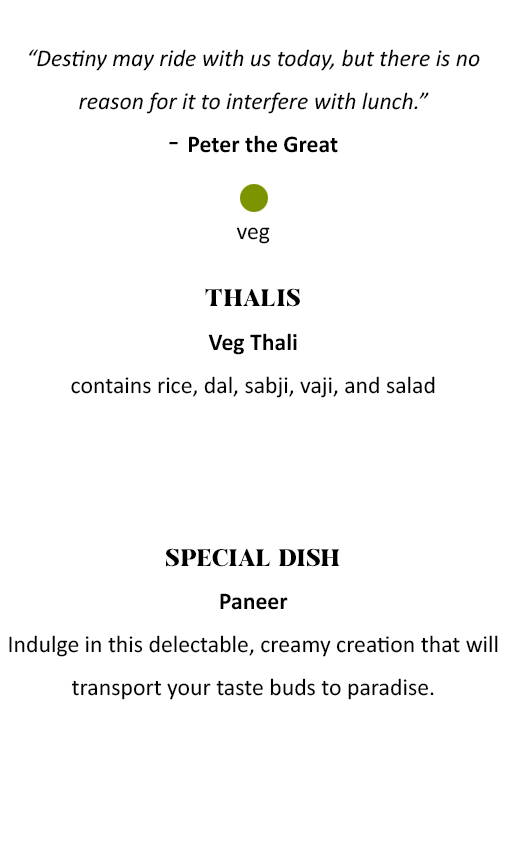 “Destiny may ride with us today, but there is no
reason for it to interfere with lunch.”
- Peter the Great
veg
THALIS
Veg Thali
contains rice, dal, sabji, vaji, and salad
SPECIAL DISH
Paneer
Indulge in this delectable, creamy creation that will
transport your taste buds to paradise.